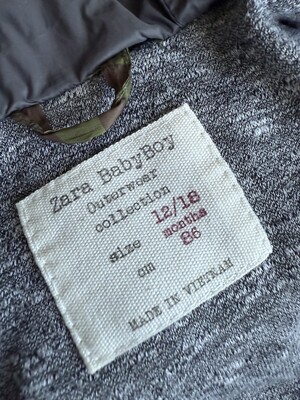 Zara BabyBoy
Outerwear
collection
size 12/18
months
cm 86
MADE IN VIETNAM